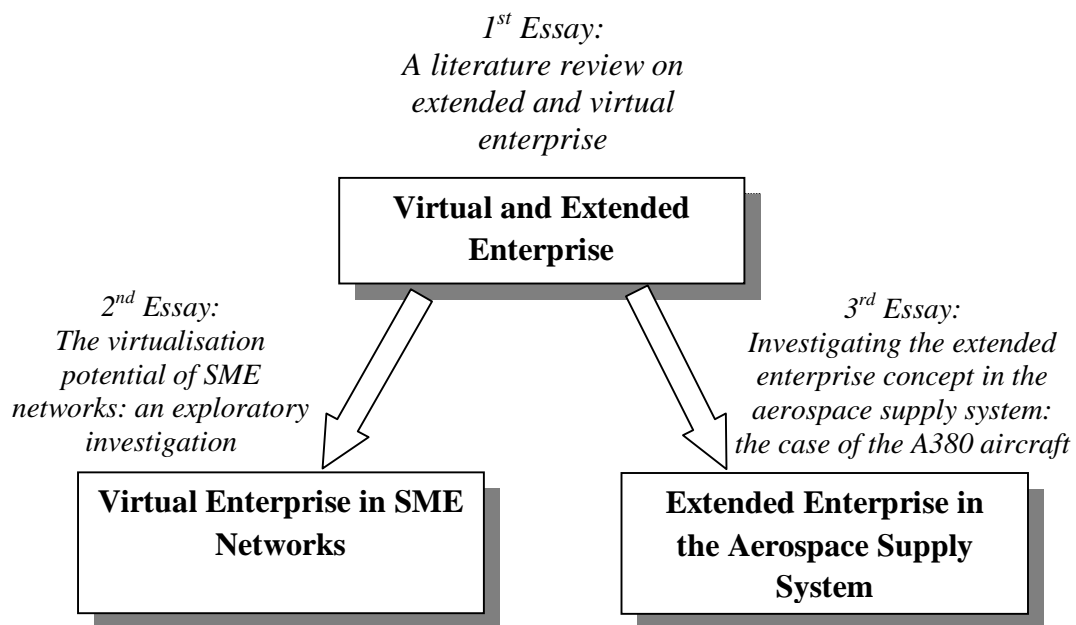 1st Essay:
A literature review on
extended and virtual
enterprise
Virtual and Extended
Enterprise
2nd Essay:
The virtualisation
potential of SME
networks: an exploratory
investigation
3rd Essay:
Investigating the extended
enterprise concept in the
aerospace supply system:
the case of the A380 aircraft
Virtual Enterprise in SME
Networks
Extended Enterprise in
the Aerospace Supply
System